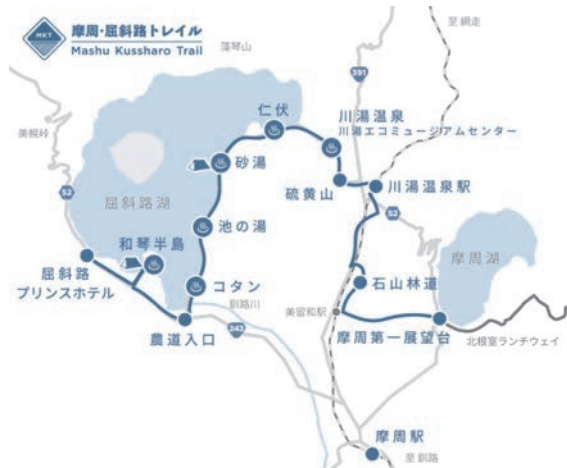 MKT
摩周・屈斜路トレイル
Mashu Kussharo Trail
藻琴山
至 網走
391
仁伏
川湯温泉
川湯エコミュージアムセンター
美幌峠
砂湯
硫黄山
川湯温泉駅
52
52
屈斜路湖
池の湯
摩周湖
和琴半島
屈斜路
プリンスホテル
コタン
石山林道
釧路川
美留和駅
農道入口
243
摩周第一展望台
北根室ランチウェイ
摩周駅
至 釧路